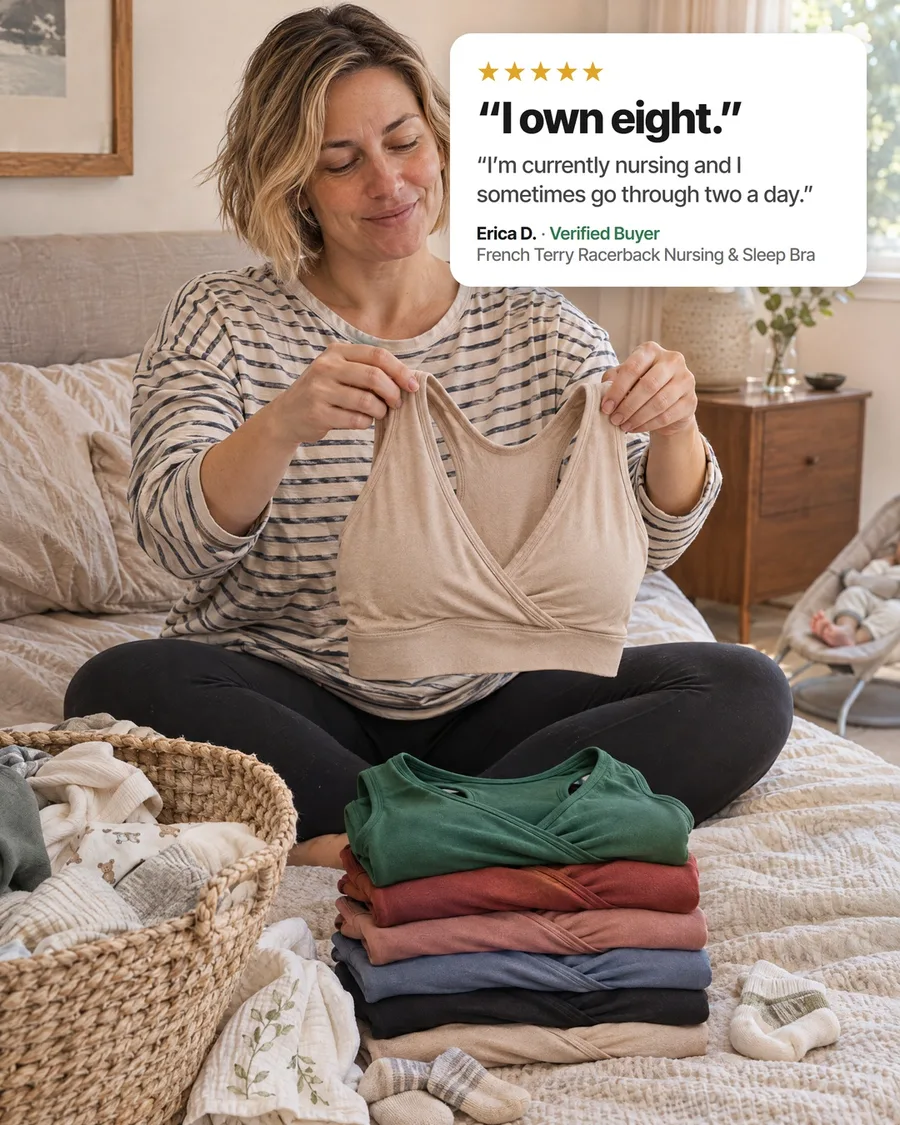 ★★★★★
“I own eight.”
“I’m currently nursing and I
sometimes go through two a day.”
Erica D. · Verified Buyer
French Terry Racerback Nursing & Sleep Bra